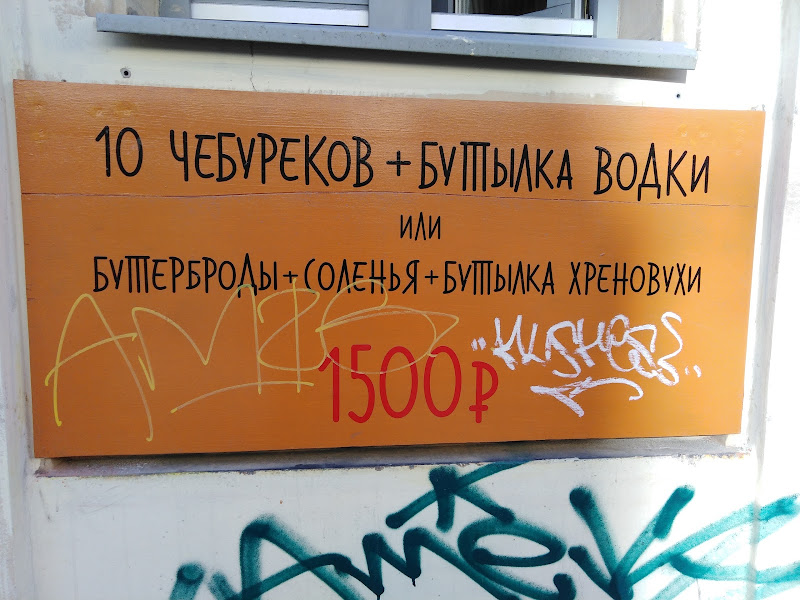 10 ЧЕБУРЕКОВ + БУТЫЛКА ВОДКИ
ИЛИ
БУТЕРБРОДЫ+СОЛЕНЬЯ+БУТЫЛКА ХРЕНОВУХИ
1500₽